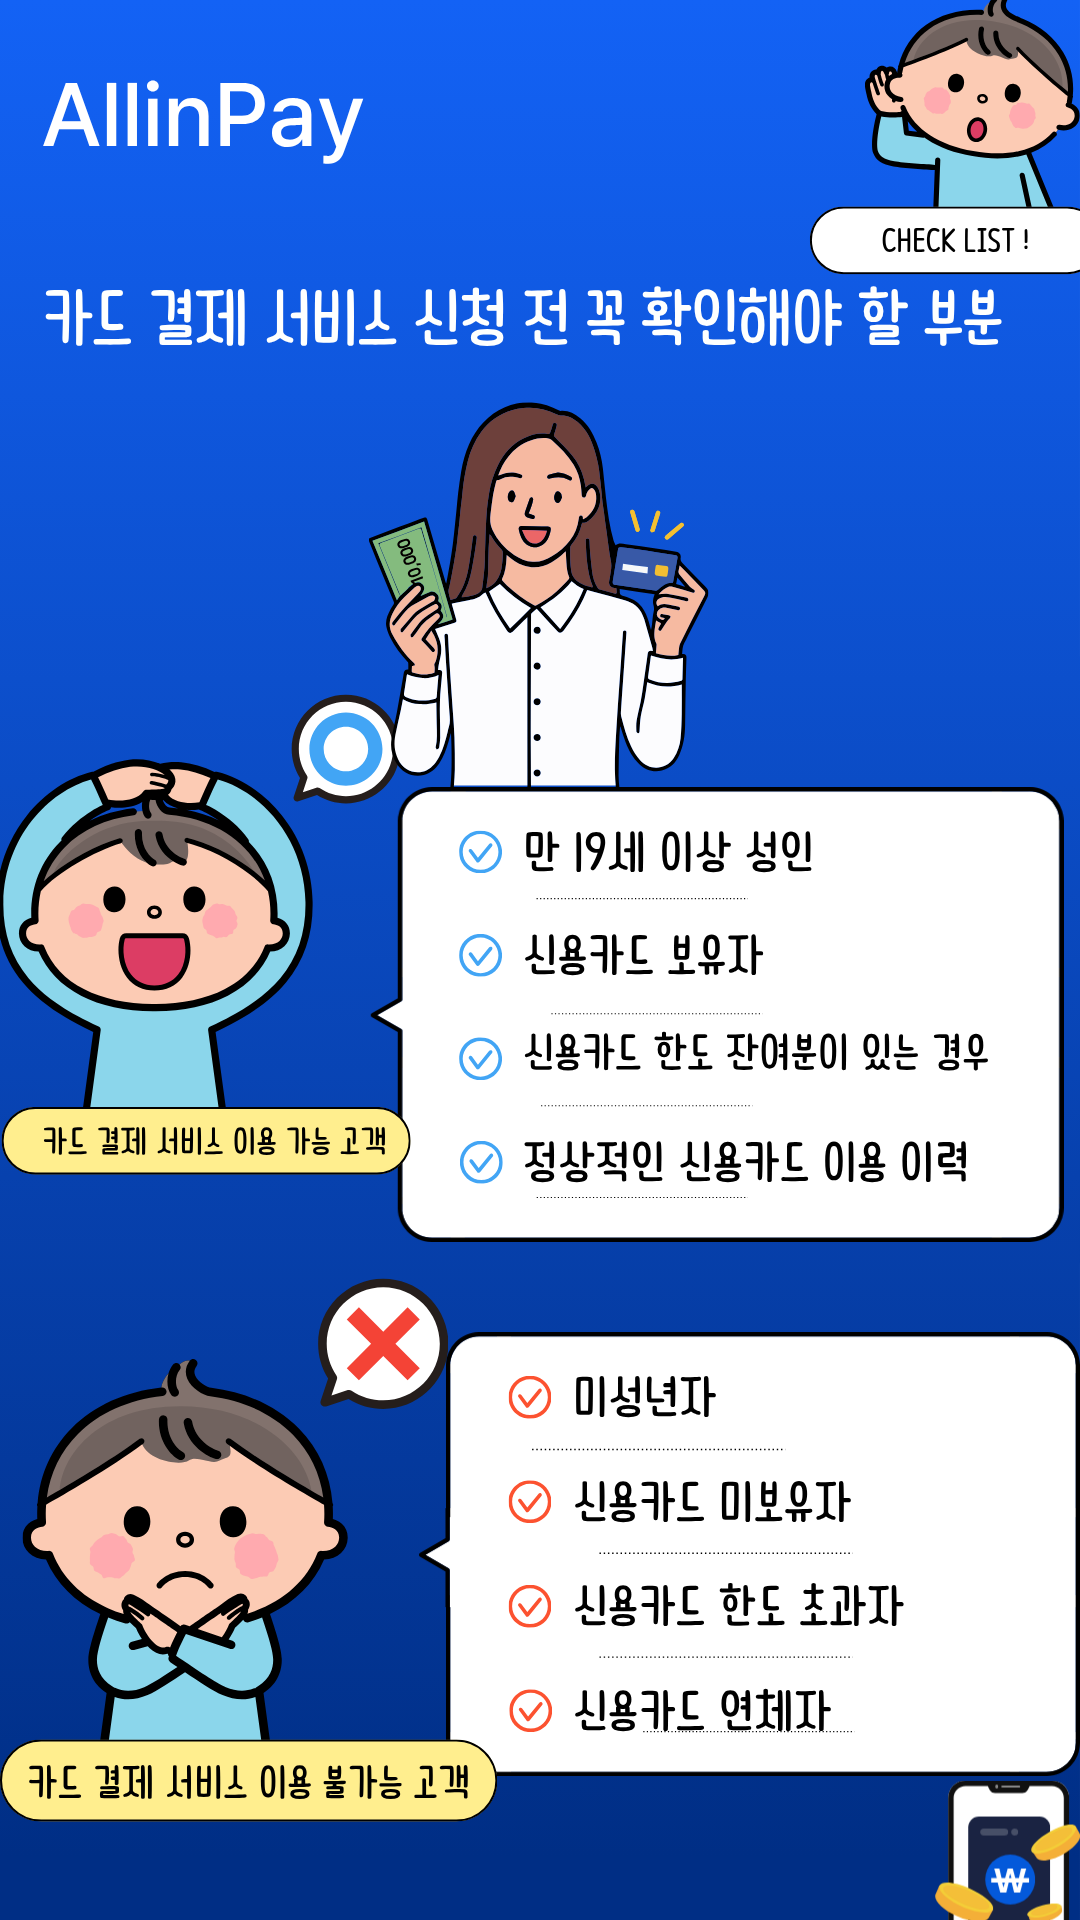 AllinPay
CHECK LIST !
카드 결제 서비스 신청 전 꼭 확인해야 할 부분
10,000
만 19세 이상 성인
신용카드 보유자
신용카드 한도 잔여분이 있는 경우
정상적인 신용카드 이용 이력
카드 결제 서비스 이용 가능 고객
미성년자
신용카드 미보유자
신용카드 한도 초과자
신용카드 연체자
카드 결제 서비스 이용 불가능 고객
₩